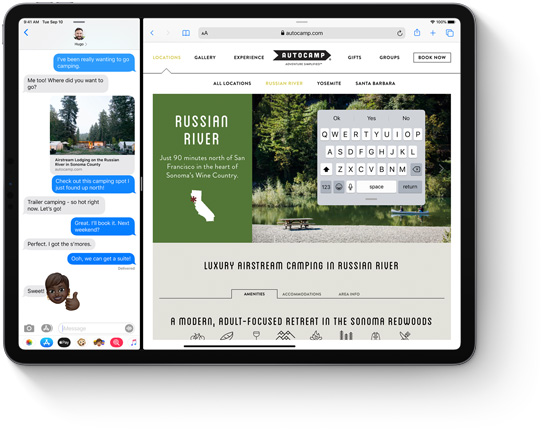 9:41 AM Tue Sep 10
100%
AA
autocamp.com
Hugo
I've been really wanting to go
camping.
Me too! Where did you want to
go?
Airstream Lodging on the Russian
River in Sonoma County
autocamp.com
Check out this camping spot I
just found up north!
Trailer camping - so hot right
now. Let's go!
Great. I'll book it. Next
weekend?
Perfect. I got the s'mores.
Ooh, we can get a suite!
Delivered
Sweet!
iMessage
Pay
LOCATIONS
GALLERY
EXPERIENCE
AUTOCAMP
ADVENTURE SIMPLIFIED
GIFTS
GROUPS
BOOK NOW
ALL LOCATIONS
RUSSIAN RIVER
YOSEMITE
SANTA BARBARA
RUSSIAN
RIVER
Just 90 minutes north of San
Francisco in the heart of
Sonoma's Wine Country.
Ok Yes No
Q W E R T Y U I O P
A S D F G H J K L
Z X C V B N M
123 space return
LUXURY AIRSTREAM CAMPING IN RUSSIAN RIVER
AMENITIES
ACCOMMODATIONS
AREA INFO
A MODERN, ADULT-FOCUSED RETREAT IN THE SONOMA REDWOODS